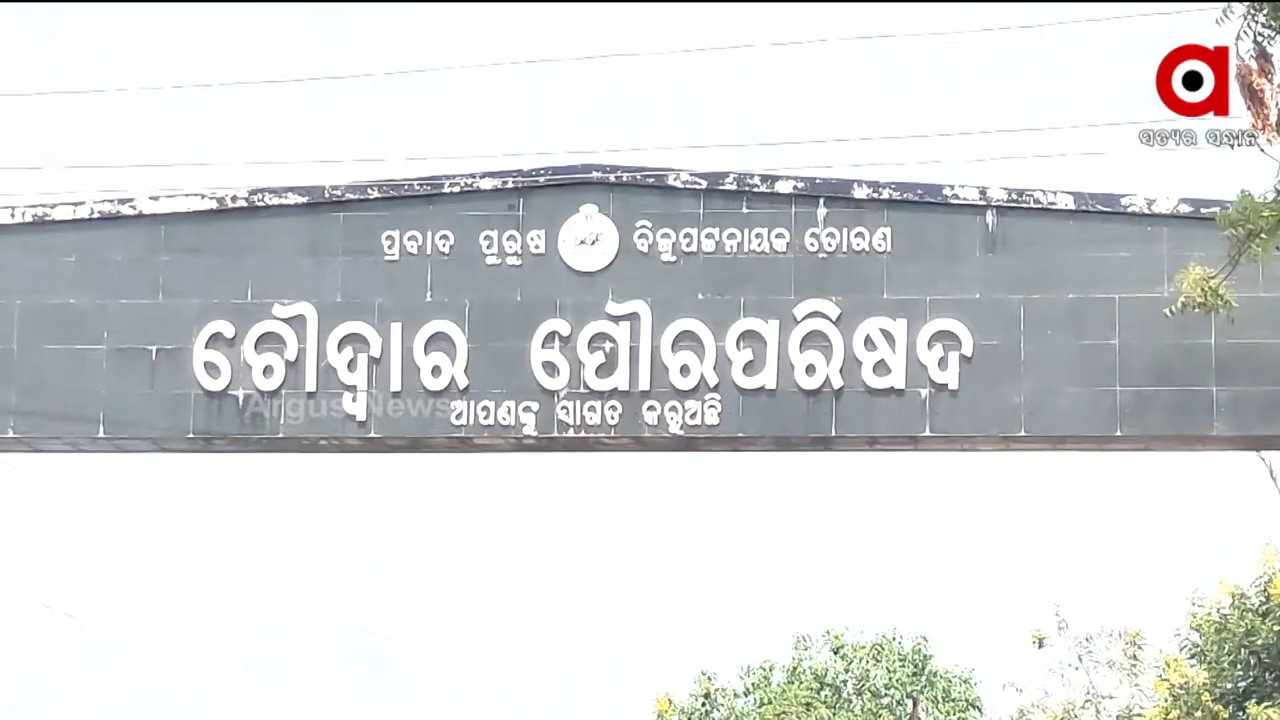 ସତ୍ୟର ସନ୍ଧାନ
ପ୍ରବାଦ ପୁରୁଷ ବିଜୁପଟ୍ଟନାୟକ ତୋରଣ
ଚୌଦ୍ୱାର ପୌରପରିଷଦ
Argus News
ଆପଣଙ୍କୁ ସ୍ୱାଗତ କରୁଅଛି